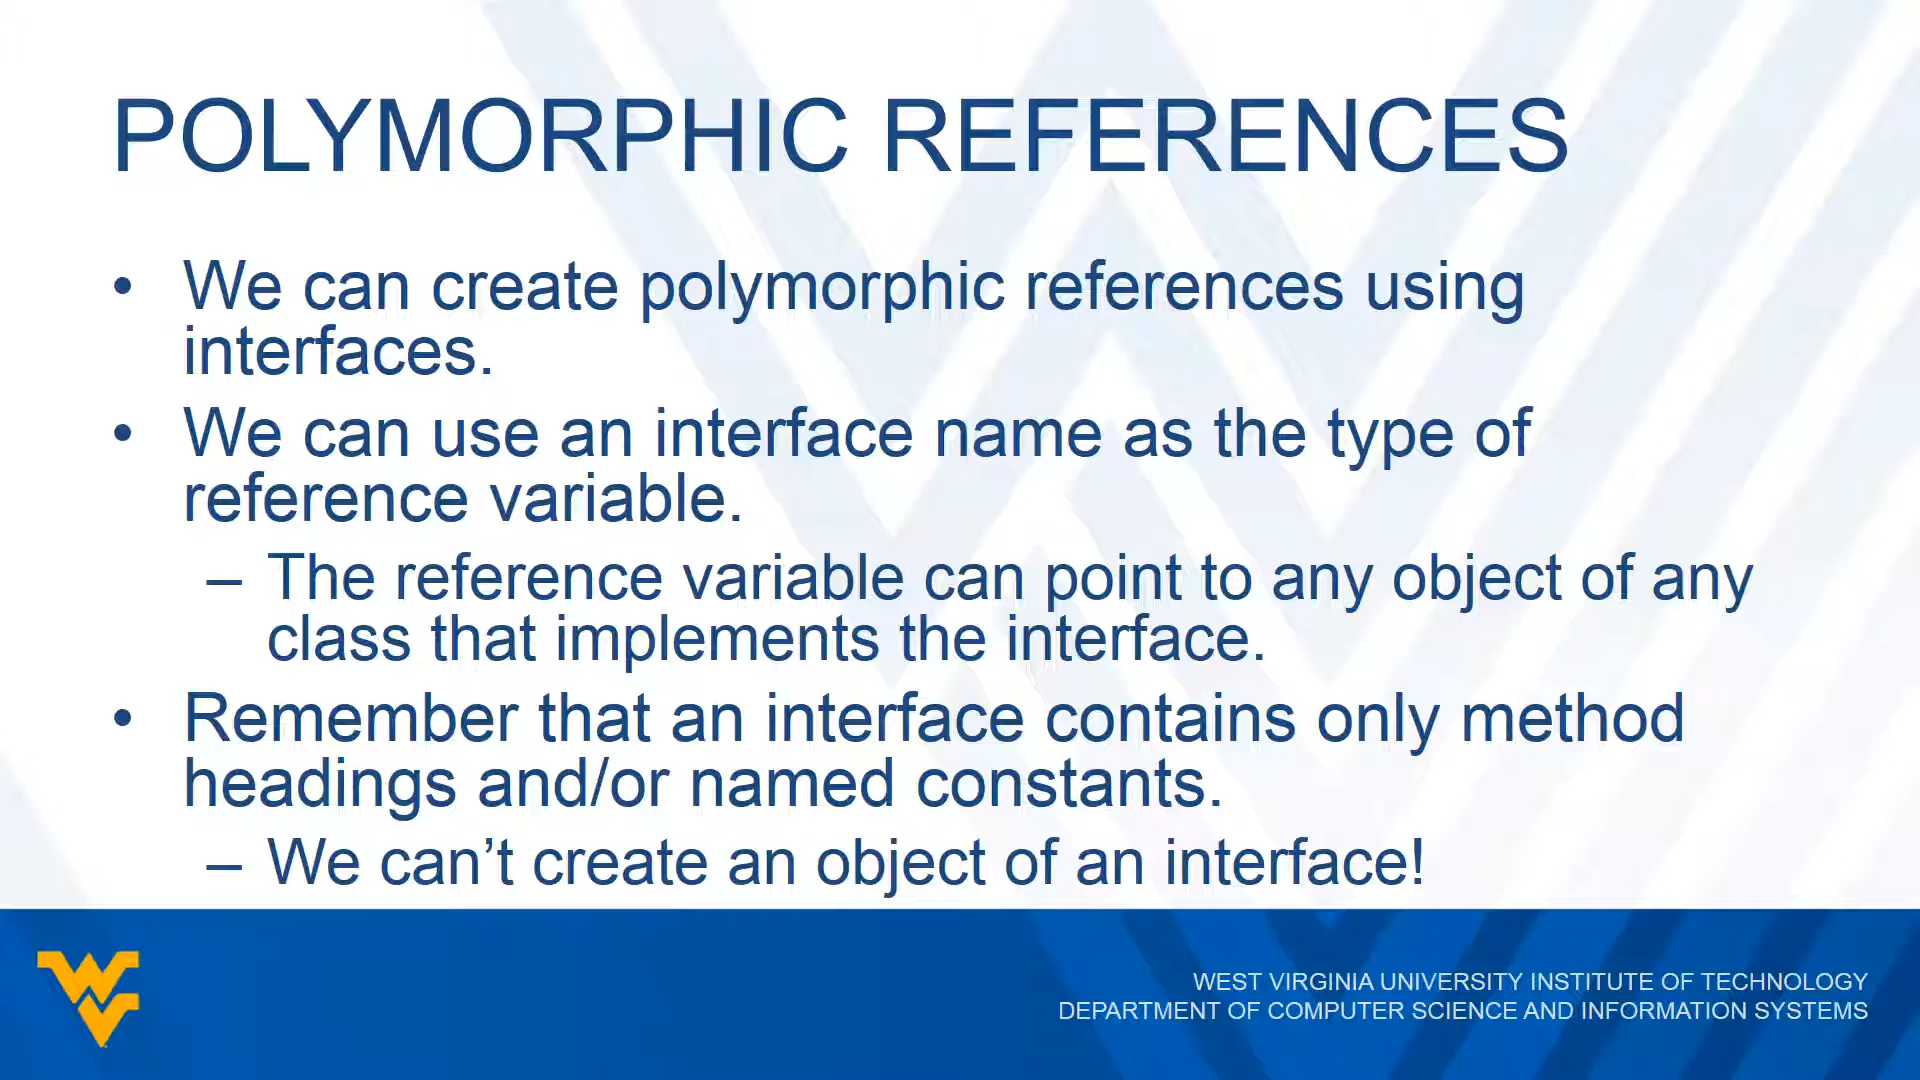 POLYMORPHIC REFERENCES
• We can create polymorphic references using
interfaces.
• We can use an interface name as the type of
reference variable.
– The reference variable can point to any object of any
class that implements the interface.
• Remember that an interface contains only method
headings and/or named constants.
– We can’t create an object of an interface!
WEST VIRGINIA UNIVERSITY INSTITUTE OF TECHNOLOGY
DEPARTMENT OF COMPUTER SCIENCE AND INFORMATION SYSTEMS